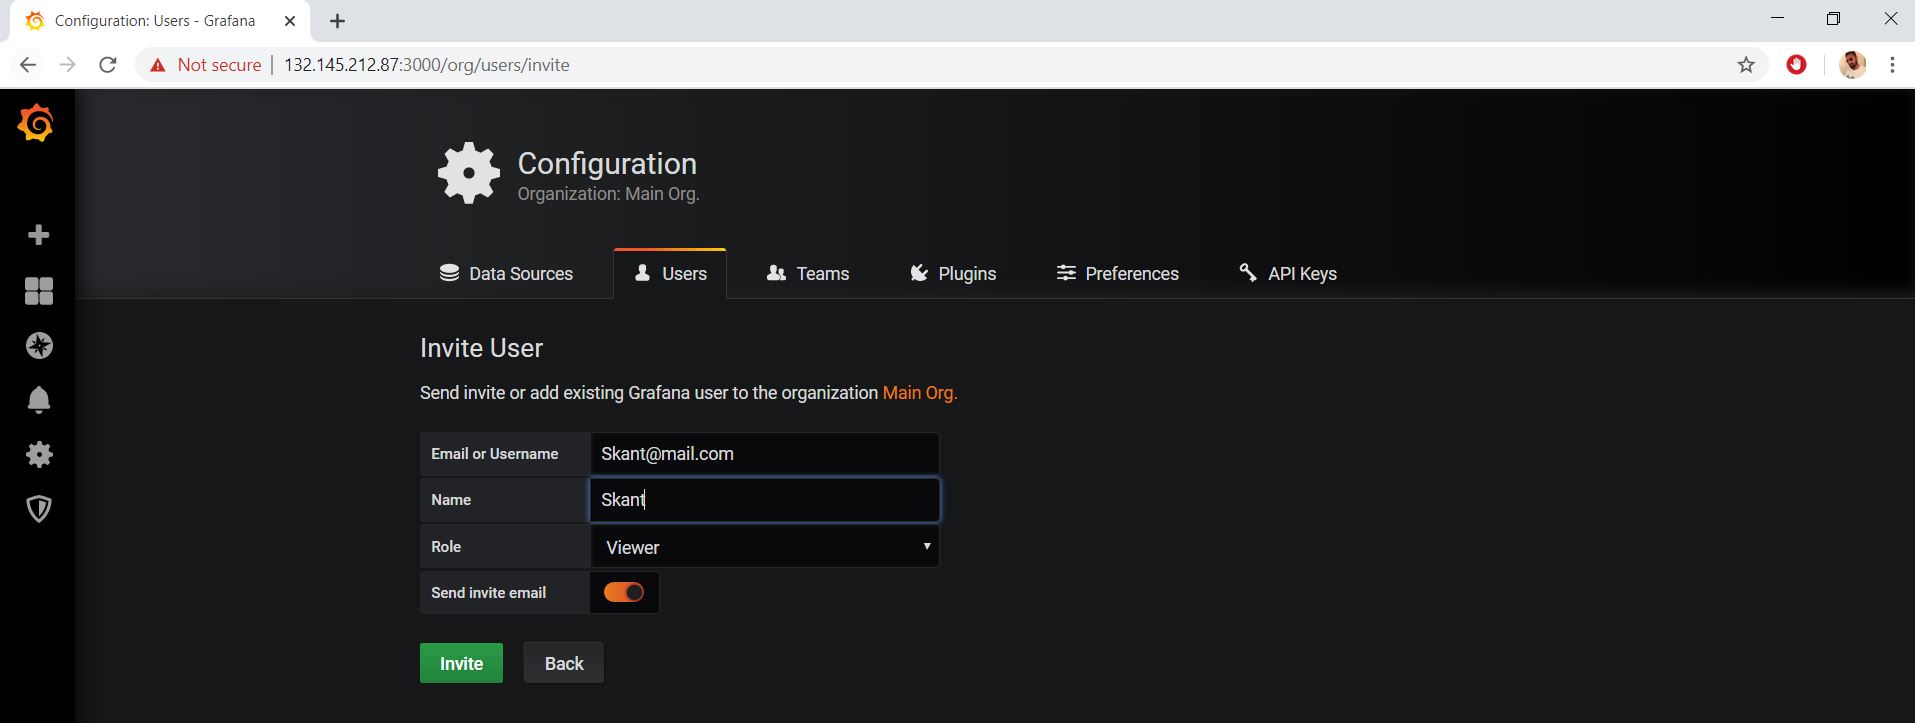 Configuration: Users - Grafana
Not secure 132.145.212.87:3000/org/users/invite
Configuration
Organization: Main Org.
Data Sources Users Teams Plugins Preferences API Keys
Invite User
Send invite or add existing Grafana user to the organization Main Org.
Email or Username Skant@mail.com
Name Skant
Role Viewer
Send invite email
Invite Back